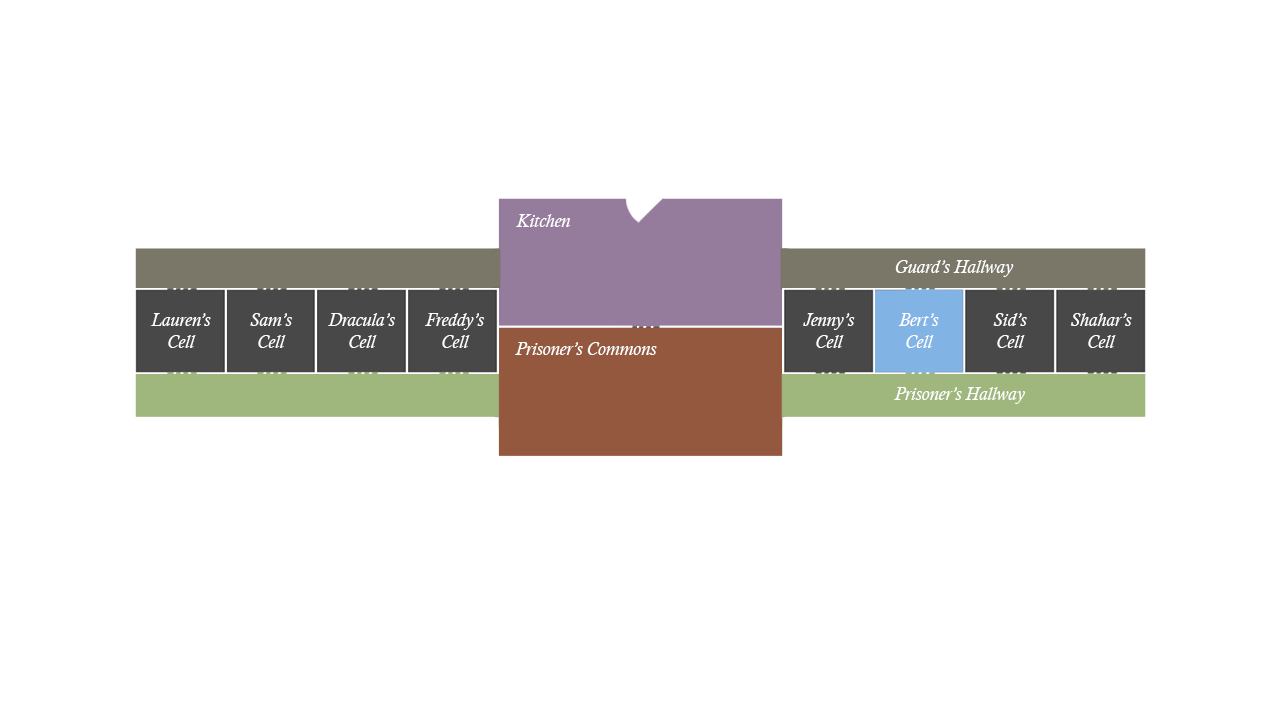 Kitchen
Guard’s Hallway
Lauren’s
Cell
Sam’s
Cell
Dracula’s
Cell
Freddy’s
Cell
Jenny’s
Cell
Bert’s
Cell
Sid’s
Cell
Shahar’s
Cell
Prisoner’s Commons
Prisoner’s Hallway